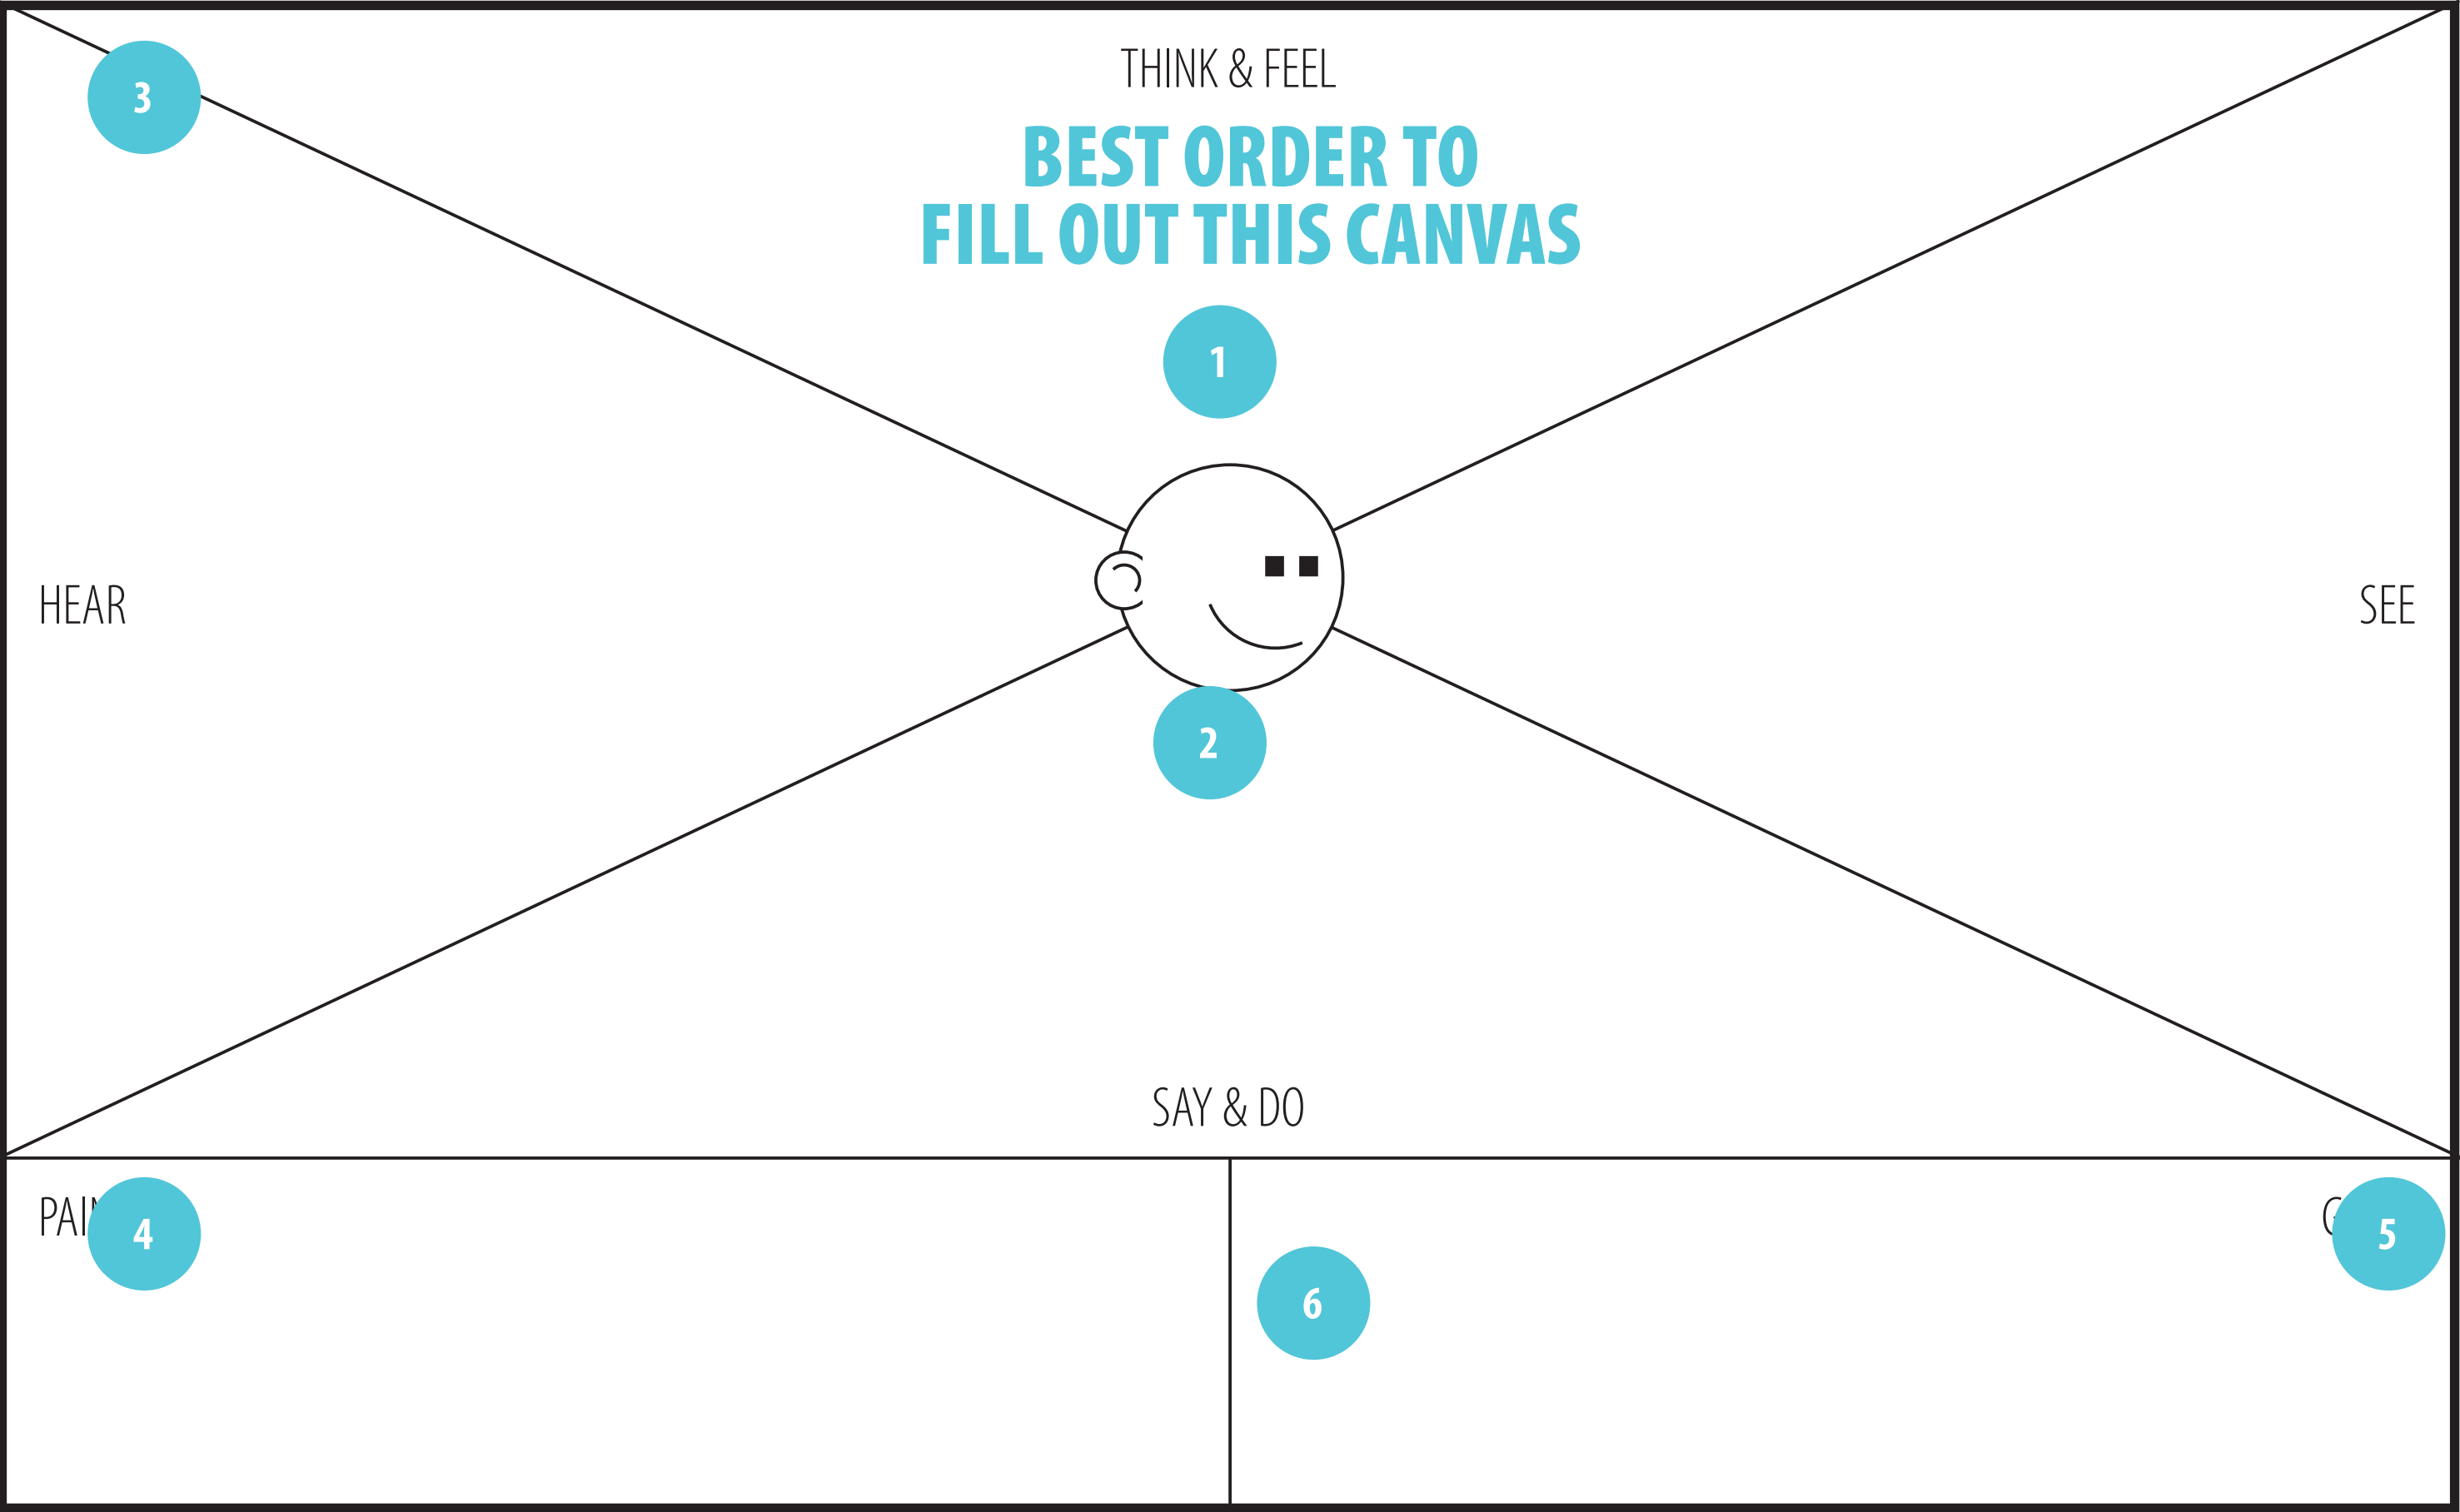 THINK & FEEL
BEST ORDER TO
FILL OUT THIS CANVAS
3
1
HEAR
SEE
2
SAY & DO
4
5
6